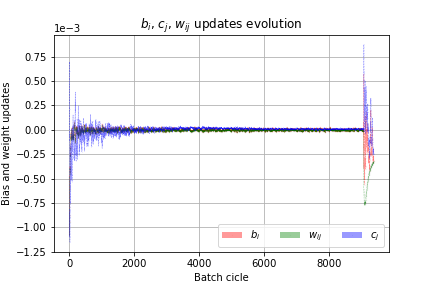 b_i, c_j, w_ij updates evolution
1e−3
0.75
0.50
0.25
0.00
−0.25
−0.50
−0.75
−1.00
−1.25
Bias and weight updates
0 2000 4000 6000 8000
Batch cicle
b_i w_ij c_j